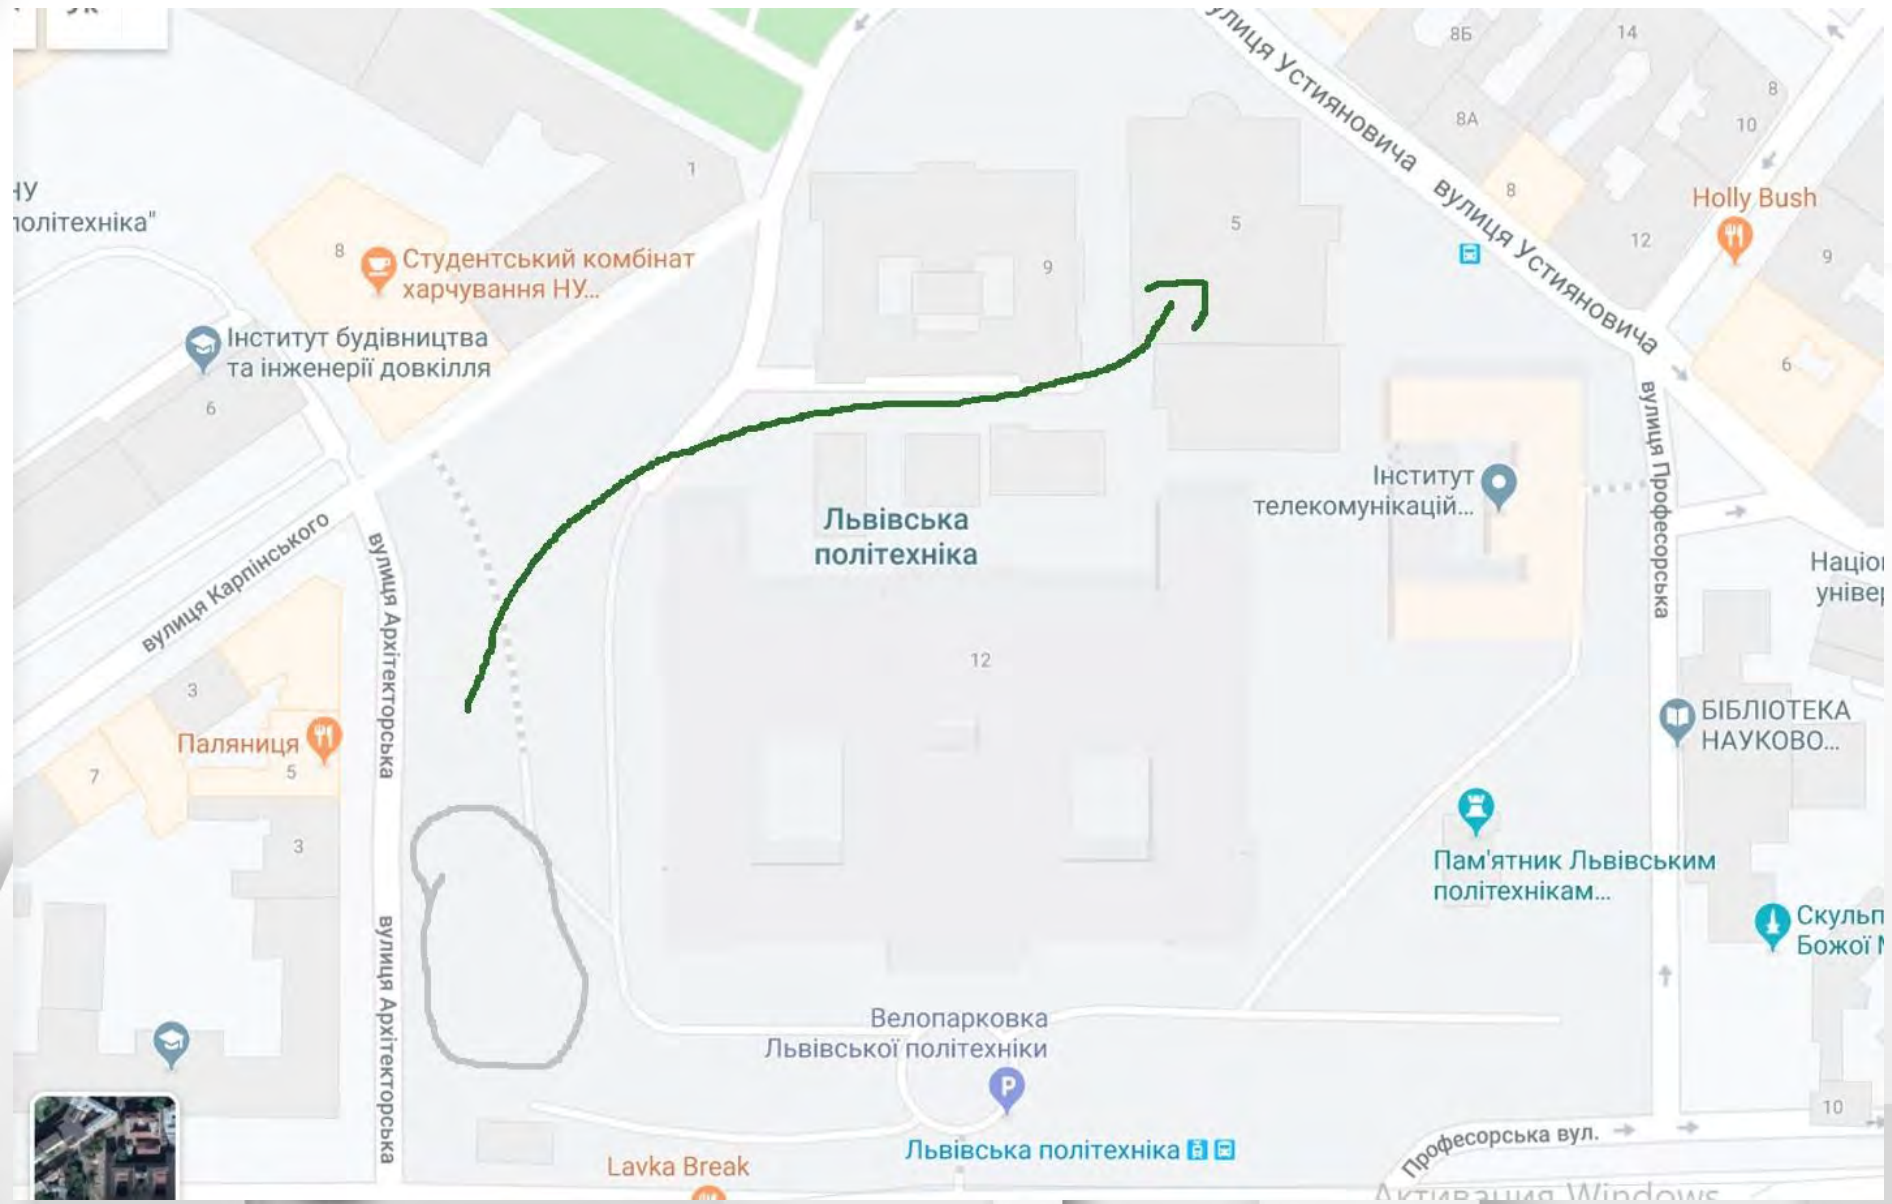 вулиця Устияновича
вулиця Устияновича
8Б
14
8А
8
10
8
12
9
6
Holly Bush
1
НУ
політехніка"
8
Студентський комбінат
харчування НУ...
Інститут будівництва
та інженерії довкілля
6
9
5
вулиця Карпінського
вулиця Архітекторська
вулиця Архітекторська
Львівська
політехніка
Інститут
телекомунікацій...
вулиця Професорська
12
3
Паляниця
7
5
3
БІБЛІОТЕКА
НАУКОВО...
Пам'ятник Львівським
політехнікам...
Божої
Велопарковка
Львівської політехніки
P
Львівська політехніка
Lavka Break
Професорська вул.
10
Активация Windows